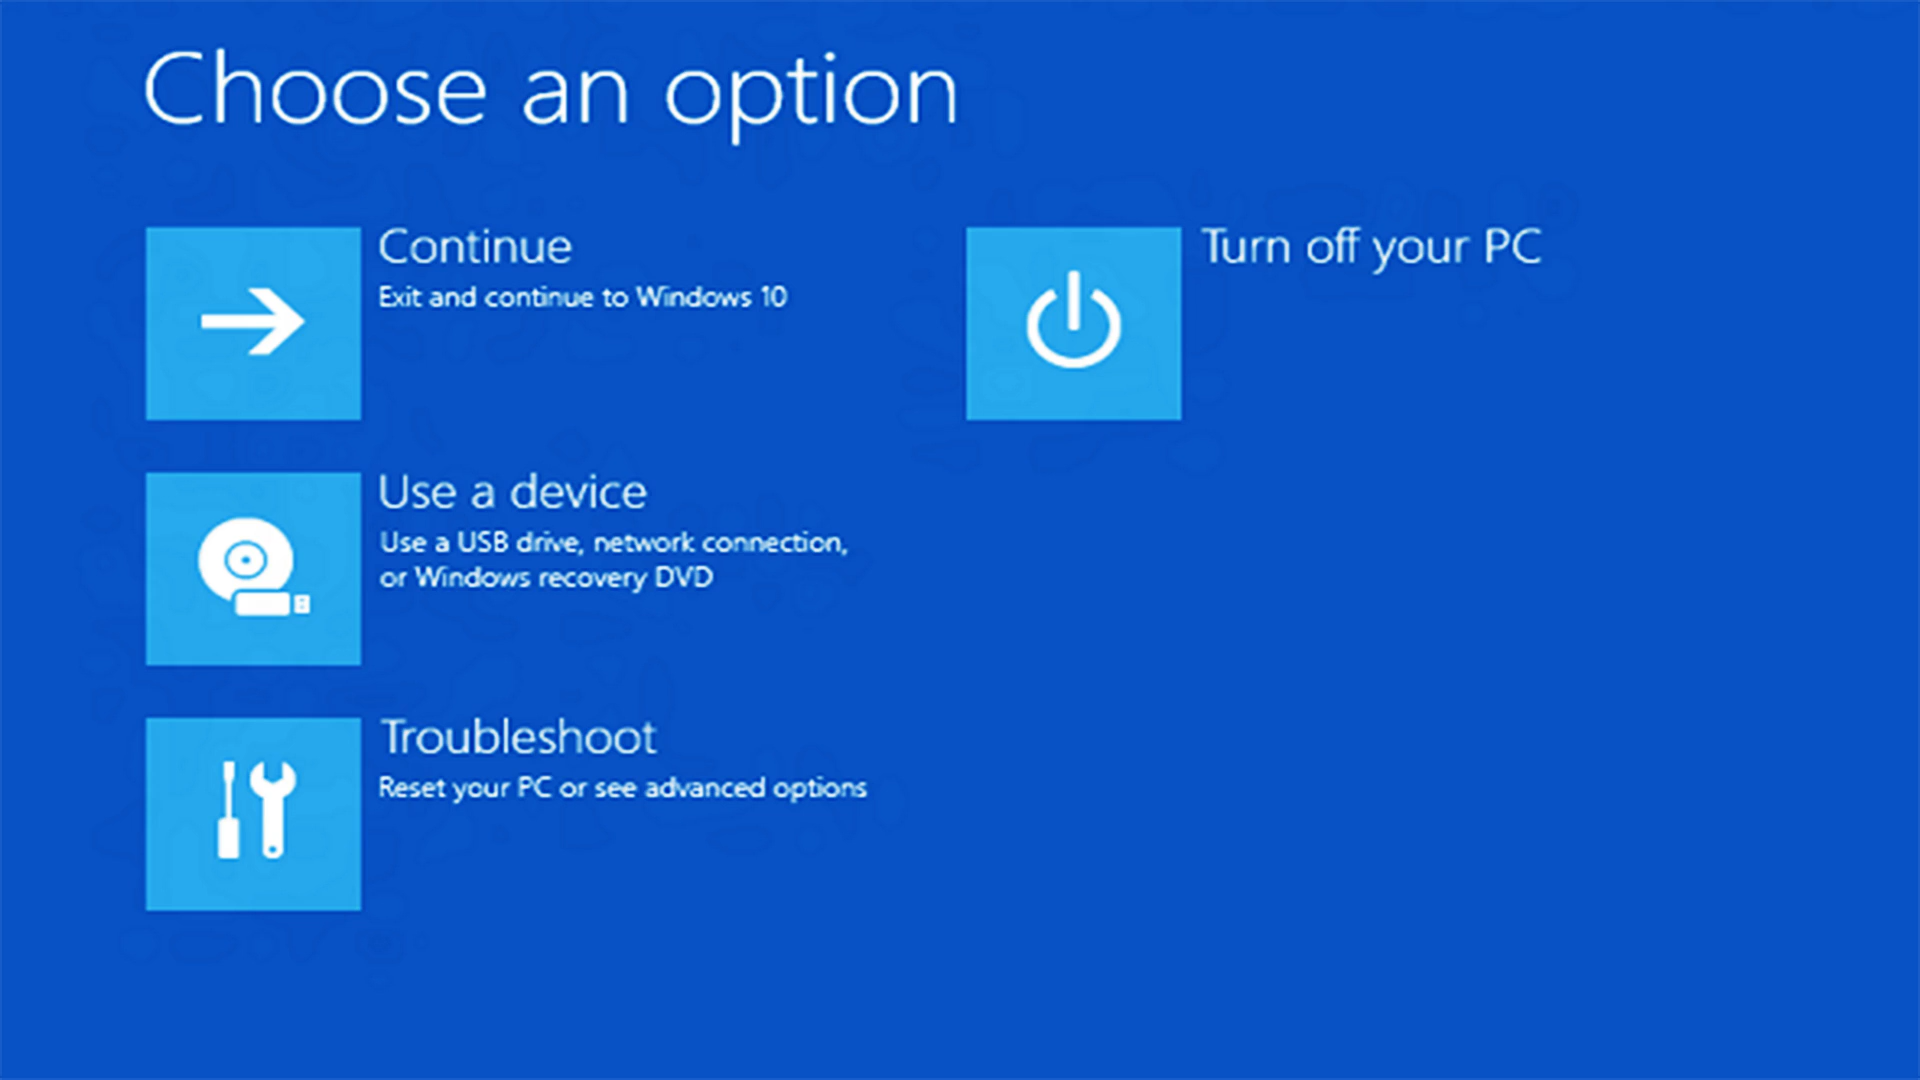 Choose an option
Continue
Exit and continue to Windows 10
Turn off your PC
Use a device
Use a USB drive, network connection,
or Windows recovery DVD
Troubleshoot
Reset your PC or see advanced options